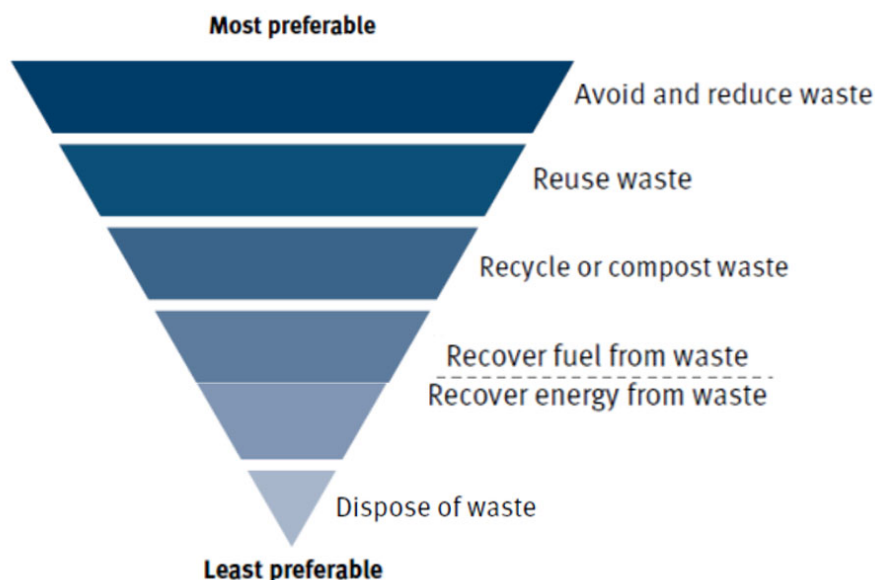 Most preferable
Avoid and reduce waste
Reuse waste
Recycle or compost waste
Recover fuel from waste
Recover energy from waste
Dispose of waste
Least preferable